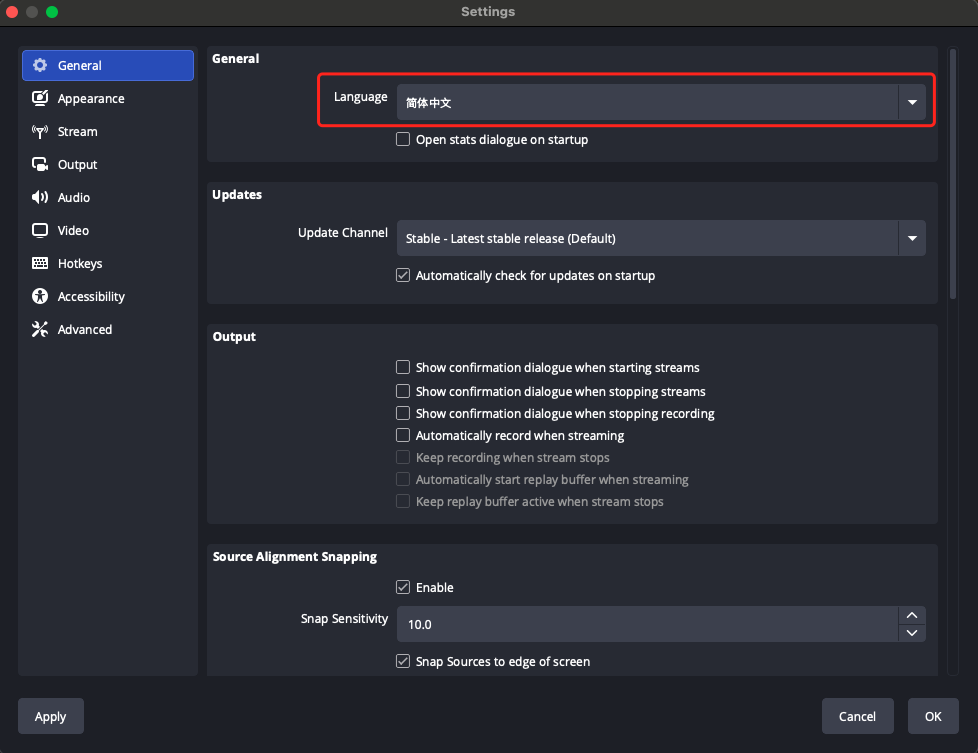 Settings
General
Appearance
Stream
Output
Audio
Video
Hotkeys
Accessibility
Advanced
General
Language
简体中文
Open stats dialogue on startup
Updates
Update Channel
Stable - Latest stable release (Default)
Automatically check for updates on startup
Output
Show confirmation dialogue when starting streams
Show confirmation dialogue when stopping streams
Show confirmation dialogue when stopping recording
Automatically record when streaming
Keep recording when stream stops
Automatically start replay buffer when streaming
Keep replay buffer active when stream stops
Source Alignment Snapping
Enable
Snap Sensitivity
10.0
Snap Sources to edge of screen
Apply
Cancel
OK